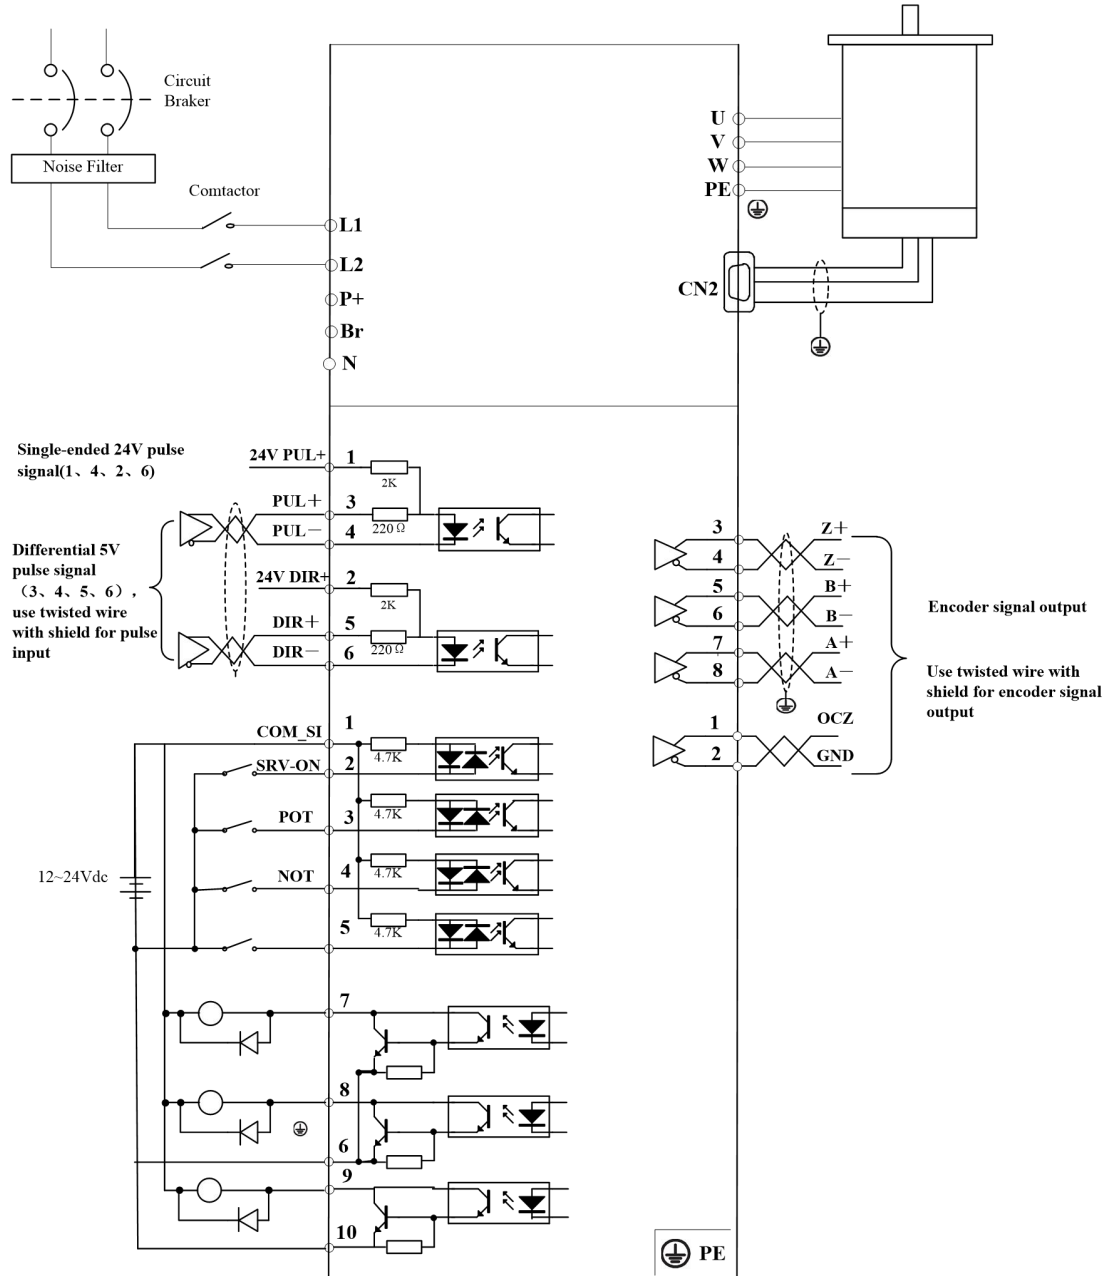 Circuit
Braker
Noise Filter
Comtactor
L1
L2
P+
Br
N
U
V
W
PE
CN2
Single-ended 24V pulse
signal(1、4、2、6)
24V PUL+
1
2K
PUL+
3
220 Ω
PUL−
4
Differential 5V
pulse signal
（3、4、5、6）,
use twisted wire
with shield for pulse
input
24V DIR+
2
2K
DIR+
5
220 Ω
DIR−
6
3
Z+
4
Z−
5
B+
6
B−
7
A+
8
A−
1
OCZ
2
GND
Encoder signal output
Use twisted wire with
shield for encoder signal
output
COM_SI
1
4.7K
SRV-ON
2
POT
3
4.7K
NOT
4
4.7K
12~24Vdc
5
4.7K
7
8
6
9
10
PE